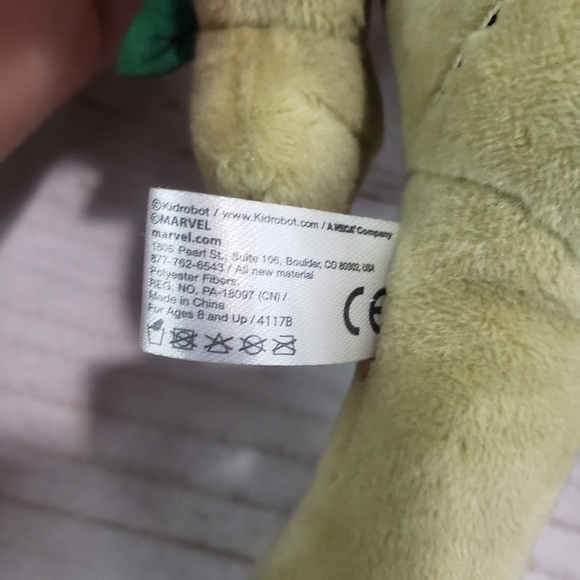 ©Kidrobot / www.Kidrobot.com / A NECA Company
©MARVEL
marvel.com
1805 Pearl St., Suite 106, Boulder, CO 80302, USA
877-762-6543 / All new material
Polyester Fibers.
REG. NO. PA-18097 (CN) /
Made in China
For Ages 8 and Up / 4117B
CE